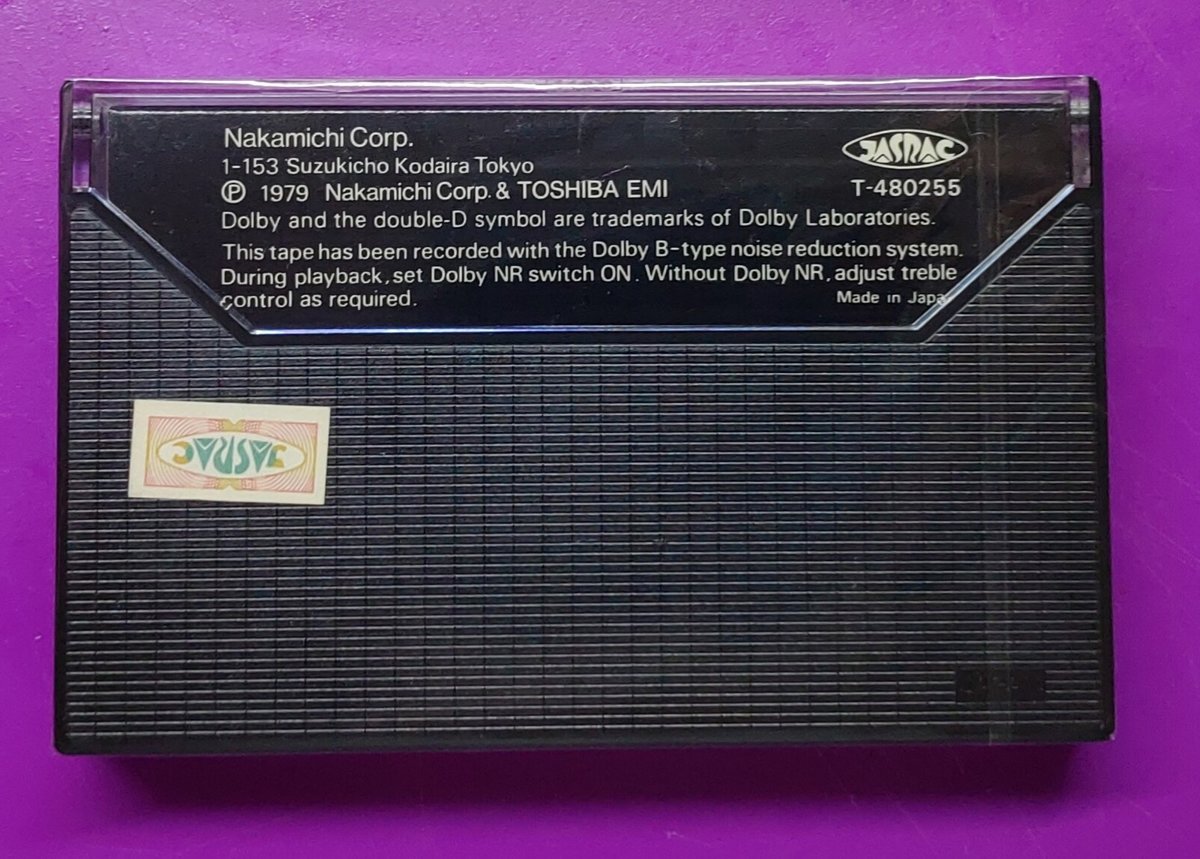 Nakamichi Corp.
JASRAC
1-153 Suzukicho Kodaira Tokyo
℗ 1979 Nakamichi Corp. & TOSHIBA EMI
T-480255
Dolby and the double-D symbol are trademarks of Dolby Laboratories.
This tape has been recorded with the Dolby B-type noise reduction system.
During playback, set Dolby NR switch ON. Without Dolby NR, adjust treble
control as required.
Made in Japa
JASRAC